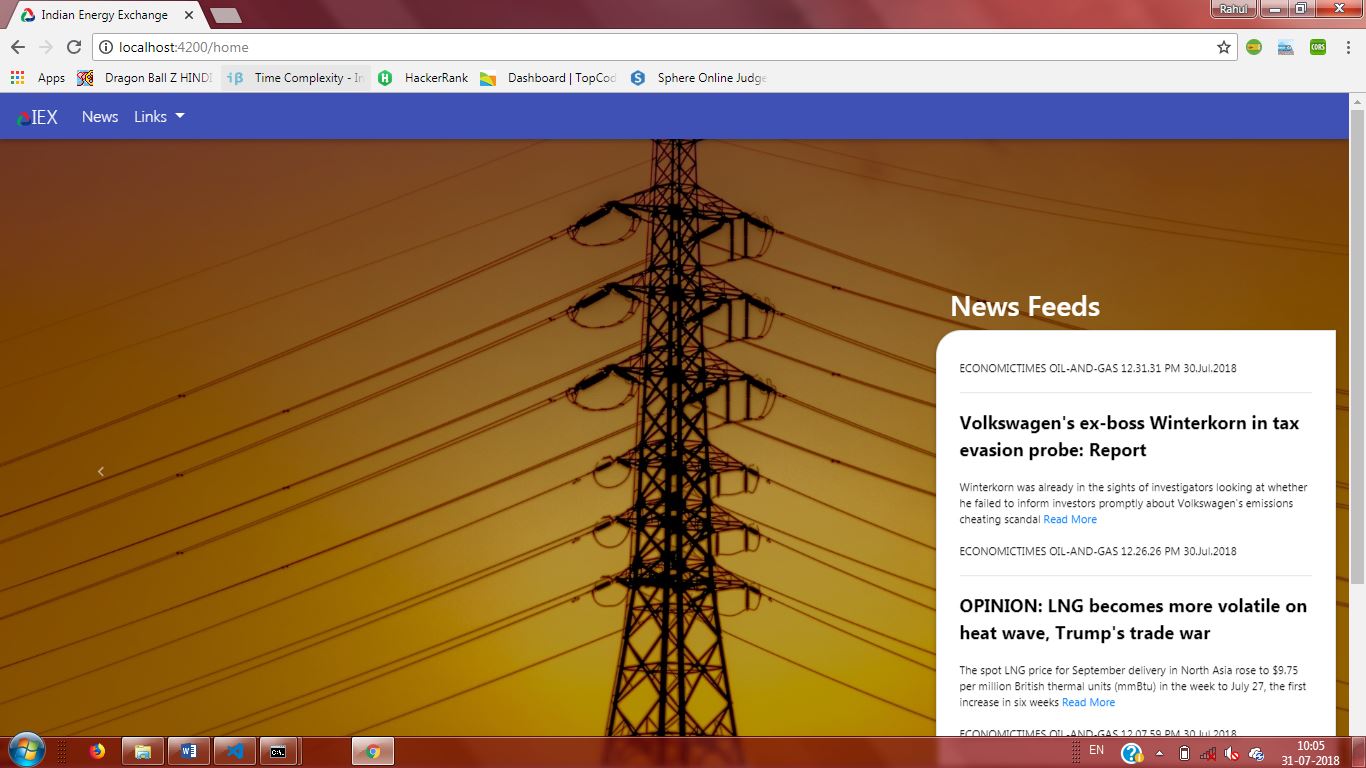 Indian Energy Exchange
Rahul
localhost:4200/home
CORS
Apps
Dragon Ball Z HINDI
Time Complexity - In
HackerRank
Dashboard | TopCod
Sphere Online Judge
IEX
News
Links
News Feeds
ECONOMICTIMES OIL-AND-GAS 12.31.31 PM 30.Jul.2018
Volkswagen's ex-boss Winterkorn in tax
evasion probe: Report
Winterkorn was already in the sights of investigators looking at whether
he failed to inform investors promptly about Volkswagen's emissions
cheating scandal Read More
ECONOMICTIMES OIL-AND-GAS 12.26.26 PM 30.Jul.2018
OPINION: LNG becomes more volatile on
heat wave, Trump's trade war
The spot LNG price for September delivery in North Asia rose to $9.75
per million British thermal units (mmBtu) in the week to July 27, the first
increase in six weeks Read More
ECONOMICTIMES OIL-AND-GAS 12.07.59 PM 30.Jul.2018
EN
10:05
31-07-2018